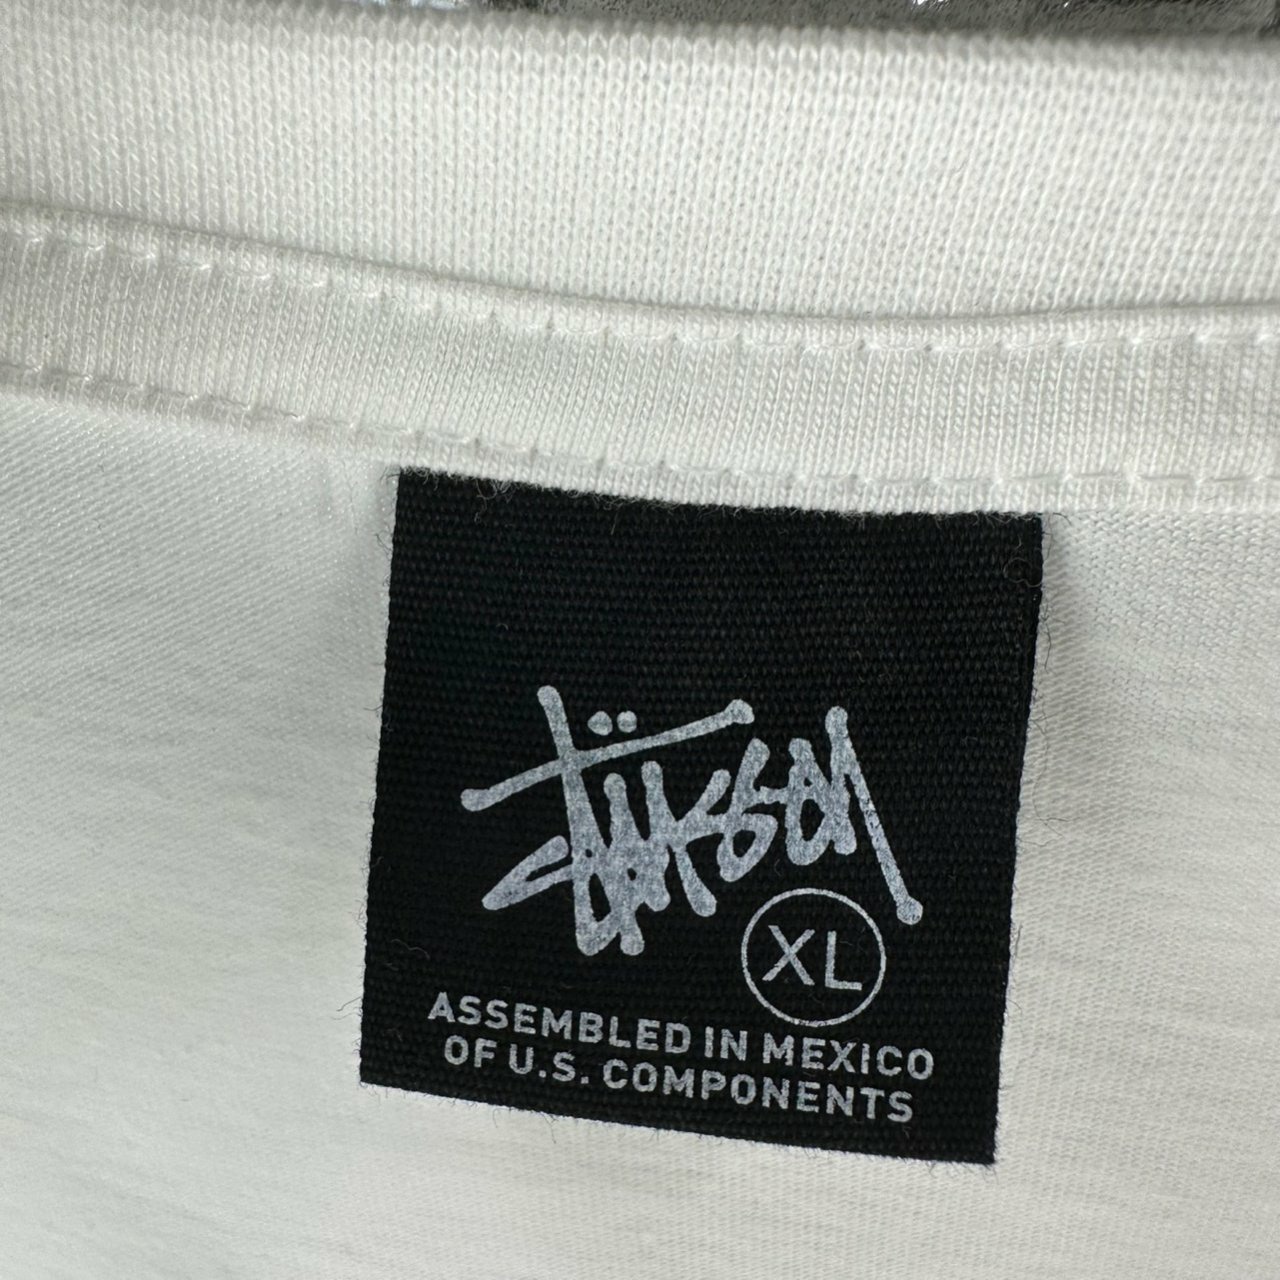 Stüssy
XL
ASSEMBLED IN MEXICO
OF U.S. COMPONENTS